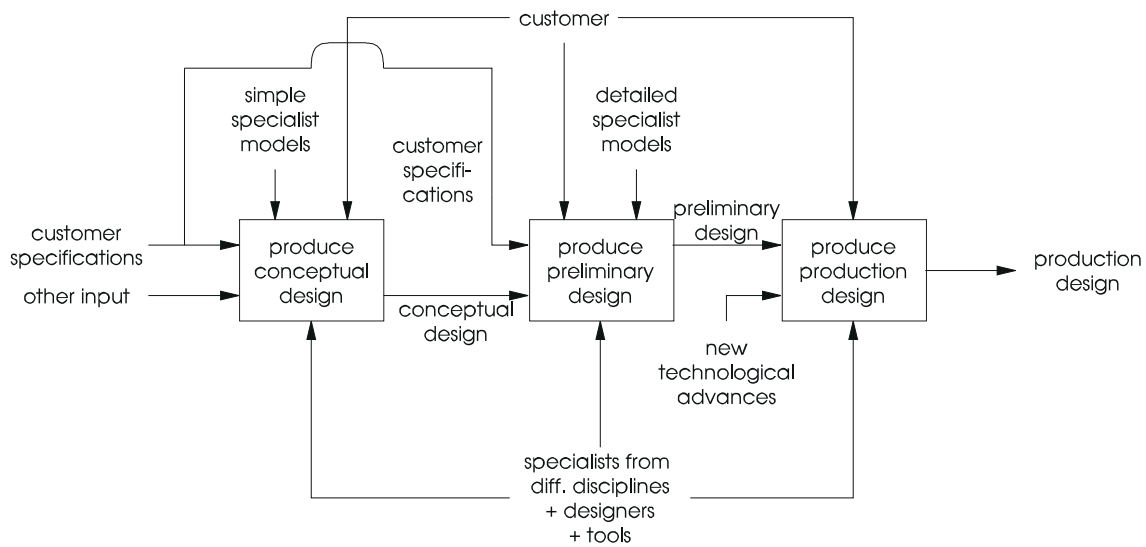 customer
simple
specialist
models
detailed
specialist
models
customer
specifi-
cations
preliminary
design
customer
specifications
other input
produce
conceptual
design
conceptual
design
produce
preliminary
design
produce
production
design
production
design
new
technological
advances
specialists from
diff. disciplines
+ designers
+ tools